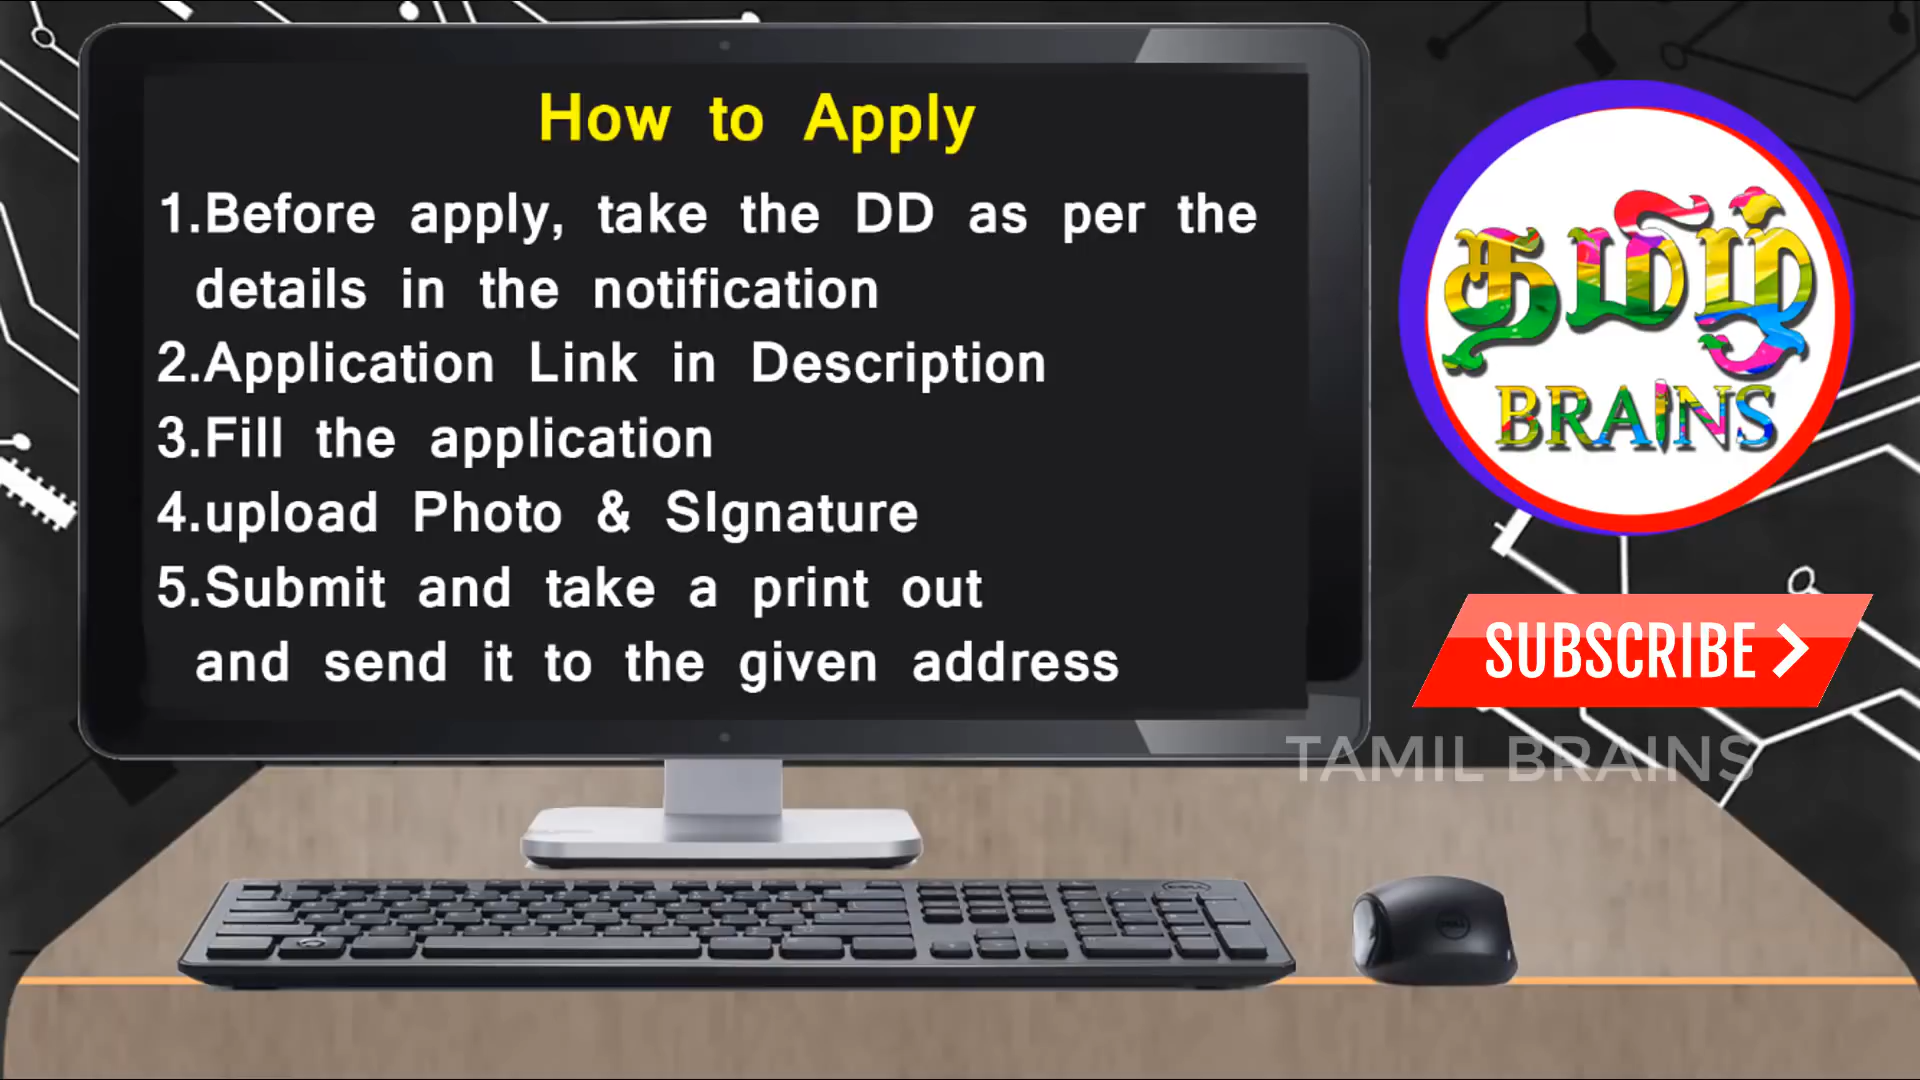 How to Apply
1.Before apply, take the DD as per the
details in the notification
2.Application Link in Description
3.Fill the application
4.upload Photo & SIgnature
5.Submit and take a print out
and send it to the given address
தமிழ்
BRAINS
SUBSCRIBE
TAMIL BRAINS